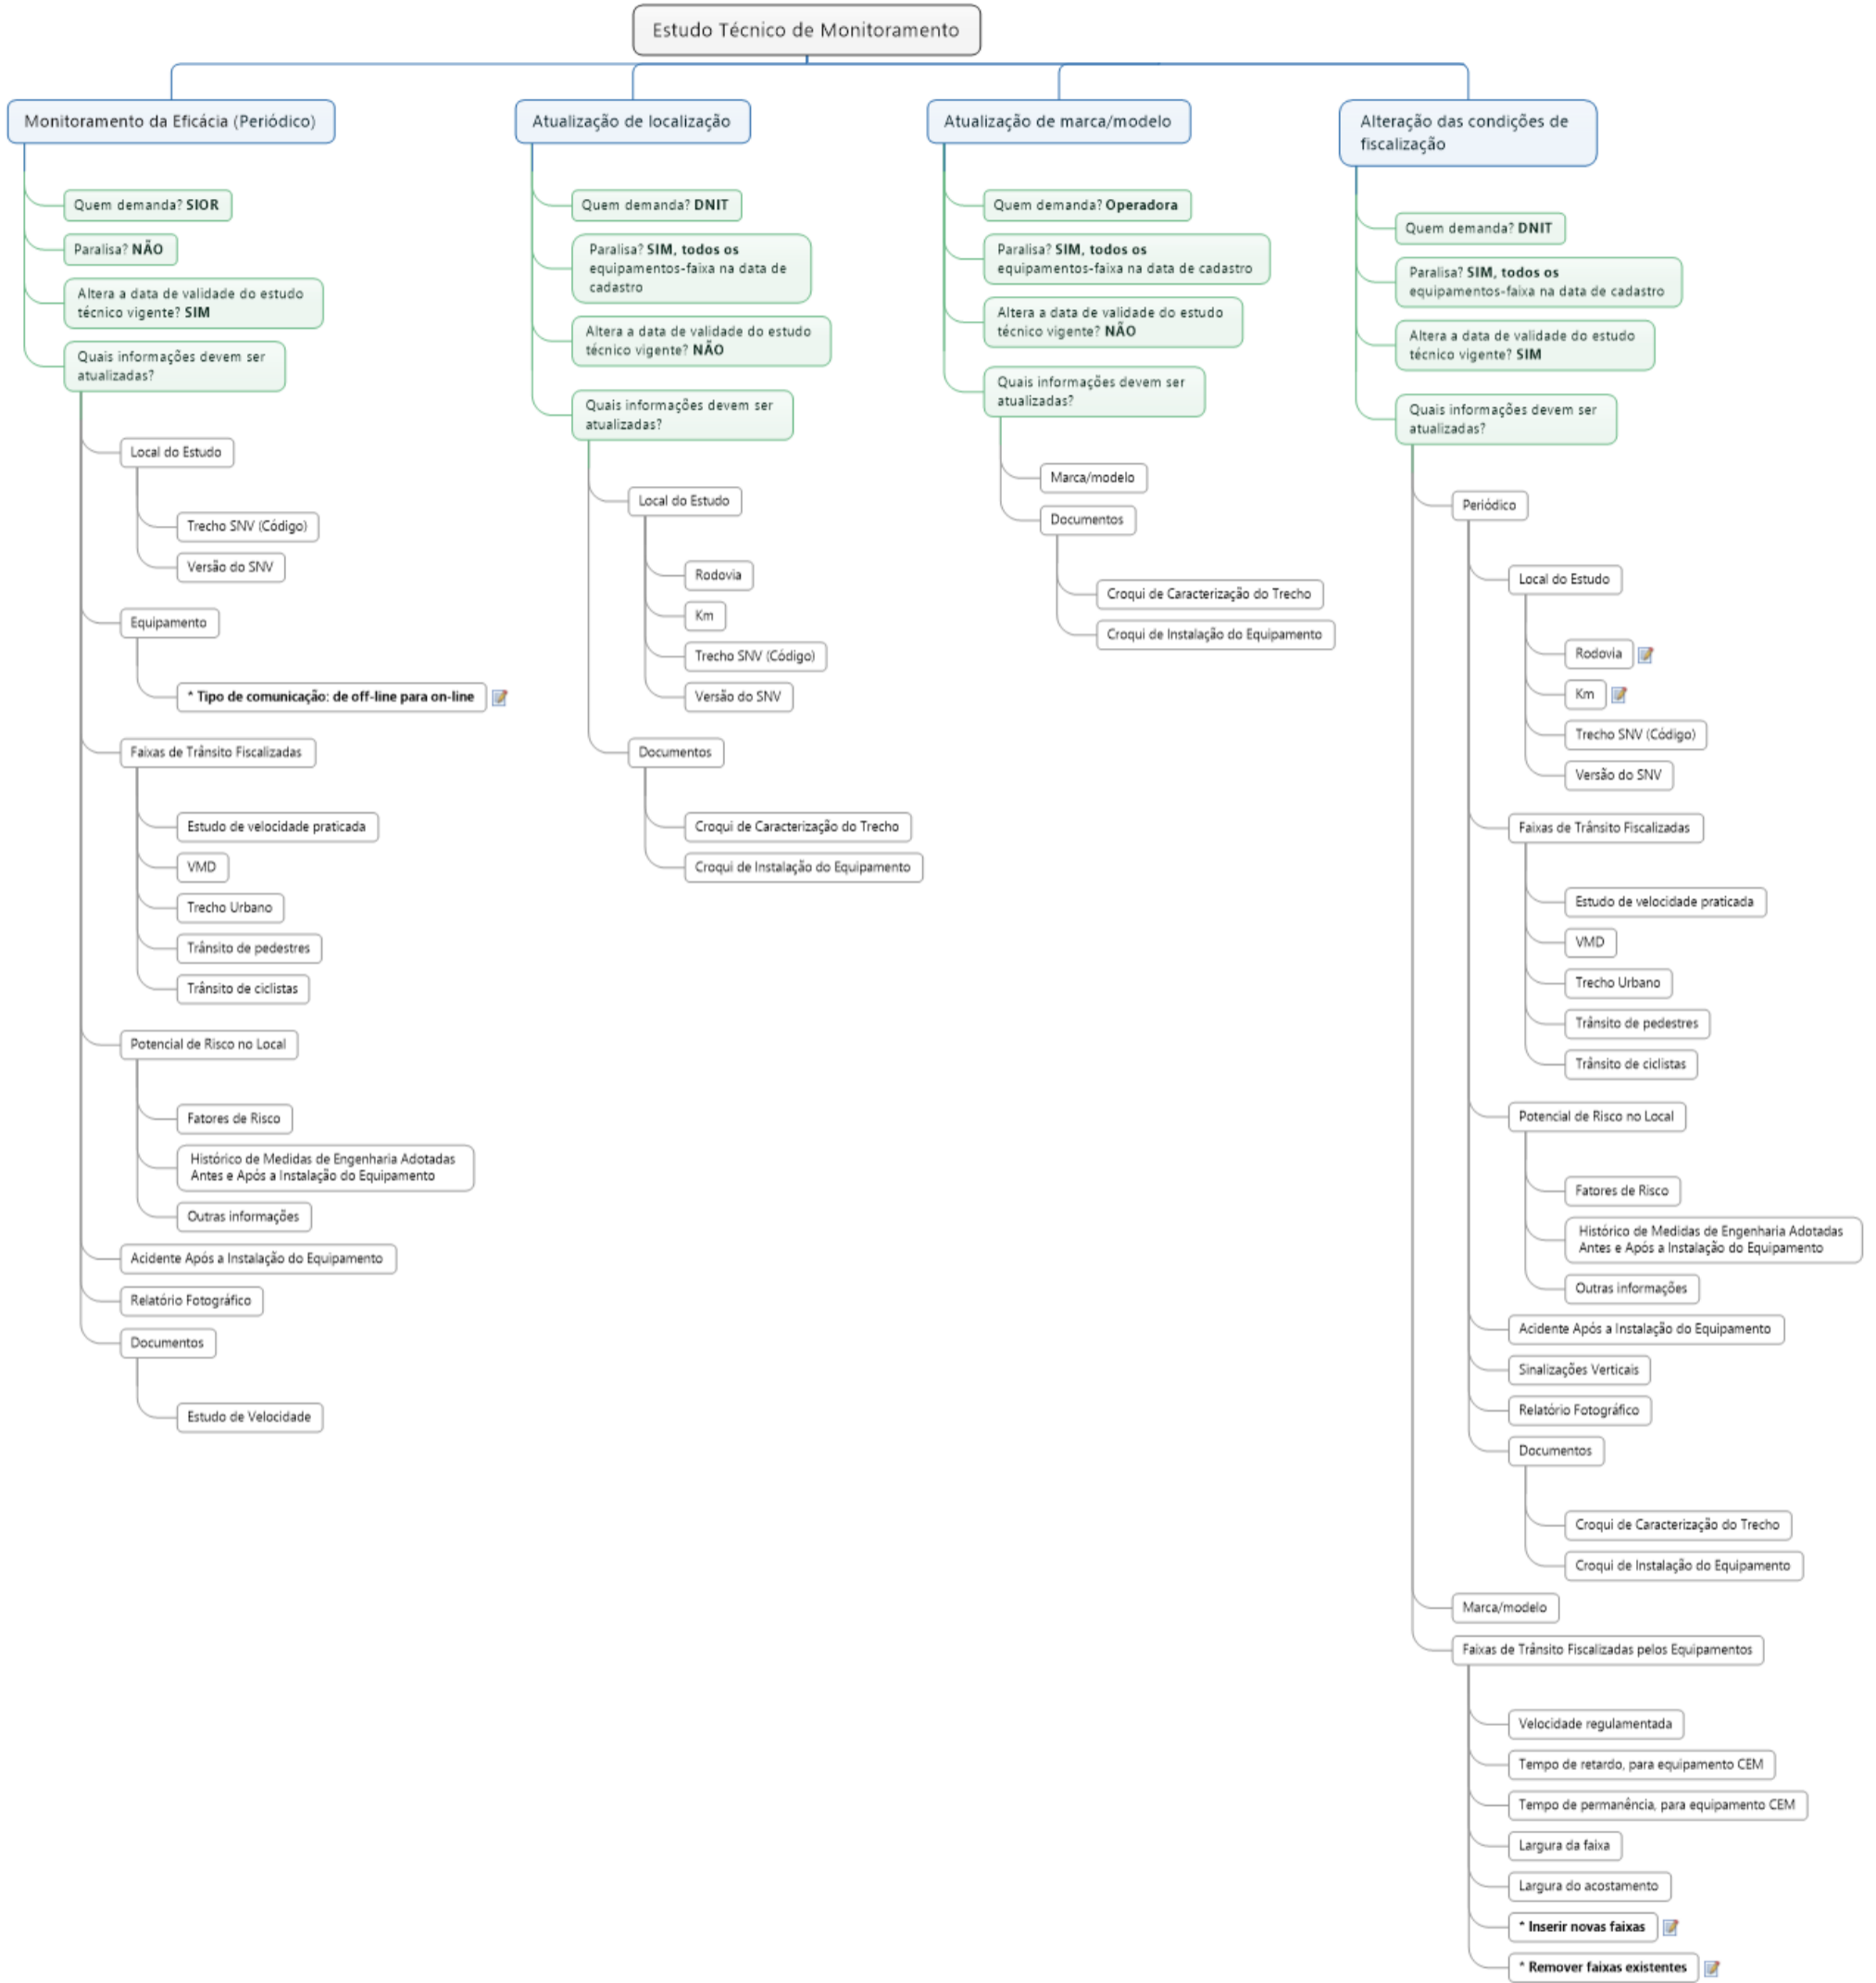 Estudo Técnico de Monitoramento
Monitoramento da Eficácia (Periódico)
Quem demanda? SIOR
Paralisa? NÃO
Altera a data de validade do estudo
técnico vigente? SIM
Quais informações devem ser
atualizadas?
Local do Estudo
Trecho SNV (Código)
Versão do SNV
Equipamento
* Tipo de comunicação: de off-line para on-line
Faixas de Trânsito Fiscalizadas
Estudo de velocidade praticada
VMD
Trecho Urbano
Trânsito de pedestres
Trânsito de ciclistas
Potencial de Risco no Local
Fatores de Risco
Histórico de Medidas de Engenharia Adotadas
Antes e Após a Instalação do Equipamento
Outras informações
Acidente Após a Instalação do Equipamento
Relatório Fotográfico
Documentos
Estudo de Velocidade
Atualização de localização
Quem demanda? DNIT
Paralisa? SIM, todos os
equipamentos-faixa na data de
cadastro
Altera a data de validade do estudo
técnico vigente? NÃO
Quais informações devem ser
atualizadas?
Local do Estudo
Rodovia
Km
Trecho SNV (Código)
Versão do SNV
Documentos
Croqui de Caracterização do Trecho
Croqui de Instalação do Equipamento
Atualização de marca/modelo
Quem demanda? Operadora
Paralisa? SIM, todos os
equipamentos-faixa na data de cadastro
Altera a data de validade do estudo
técnico vigente? NÃO
Quais informações devem ser
atualizadas?
Marca/modelo
Documentos
Croqui de Caracterização do Trecho
Croqui de Instalação do Equipamento
Alteração das condições de
fiscalização
Quem demanda? DNIT
Paralisa? SIM, todos os
equipamentos-faixa na data de cadastro
Altera a data de validade do estudo
técnico vigente? SIM
Quais informações devem ser
atualizadas?
Periódico
Local do Estudo
Rodovia
Km
Trecho SNV (Código)
Versão do SNV
Faixas de Trânsito Fiscalizadas
Estudo de velocidade praticada
VMD
Trecho Urbano
Trânsito de pedestres
Trânsito de ciclistas
Potencial de Risco no Local
Fatores de Risco
Histórico de Medidas de Engenharia Adotadas
Antes e Após a Instalação do Equipamento
Outras informações
Acidente Após a Instalação do Equipamento
Sinalizações Verticais
Relatório Fotográfico
Documentos
Croqui de Caracterização do Trecho
Croqui de Instalação do Equipamento
Marca/modelo
Faixas de Trânsito Fiscalizadas pelos Equipamentos
Velocidade regulamentada
Tempo de retardo, para equipamento CEM
Tempo de permanência, para equipamento CEM
Largura da faixa
Largura do acostamento
* Inserir novas faixas
* Remover faixas existentes